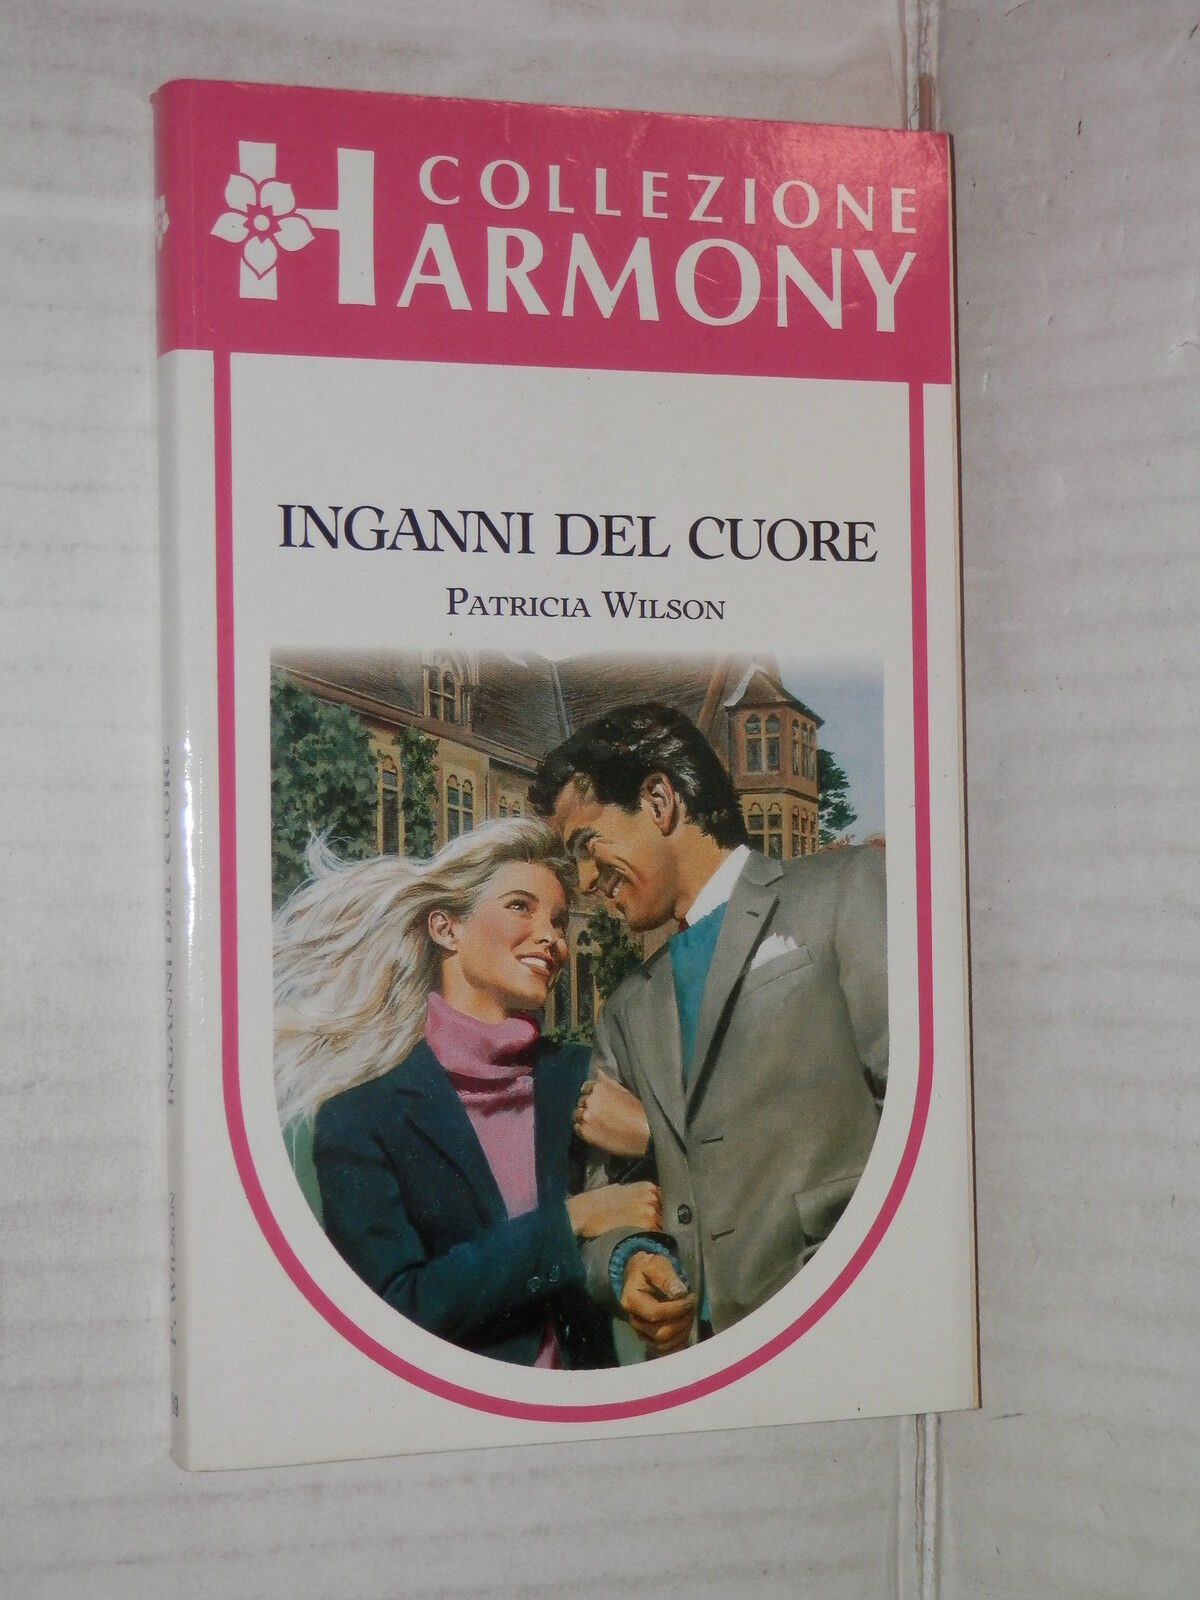 COLLEZIONE
HARMONY
INGANNI DEL CUORE
PATRICIA WILSON
P. WILSON INGANNI DEL CUORE